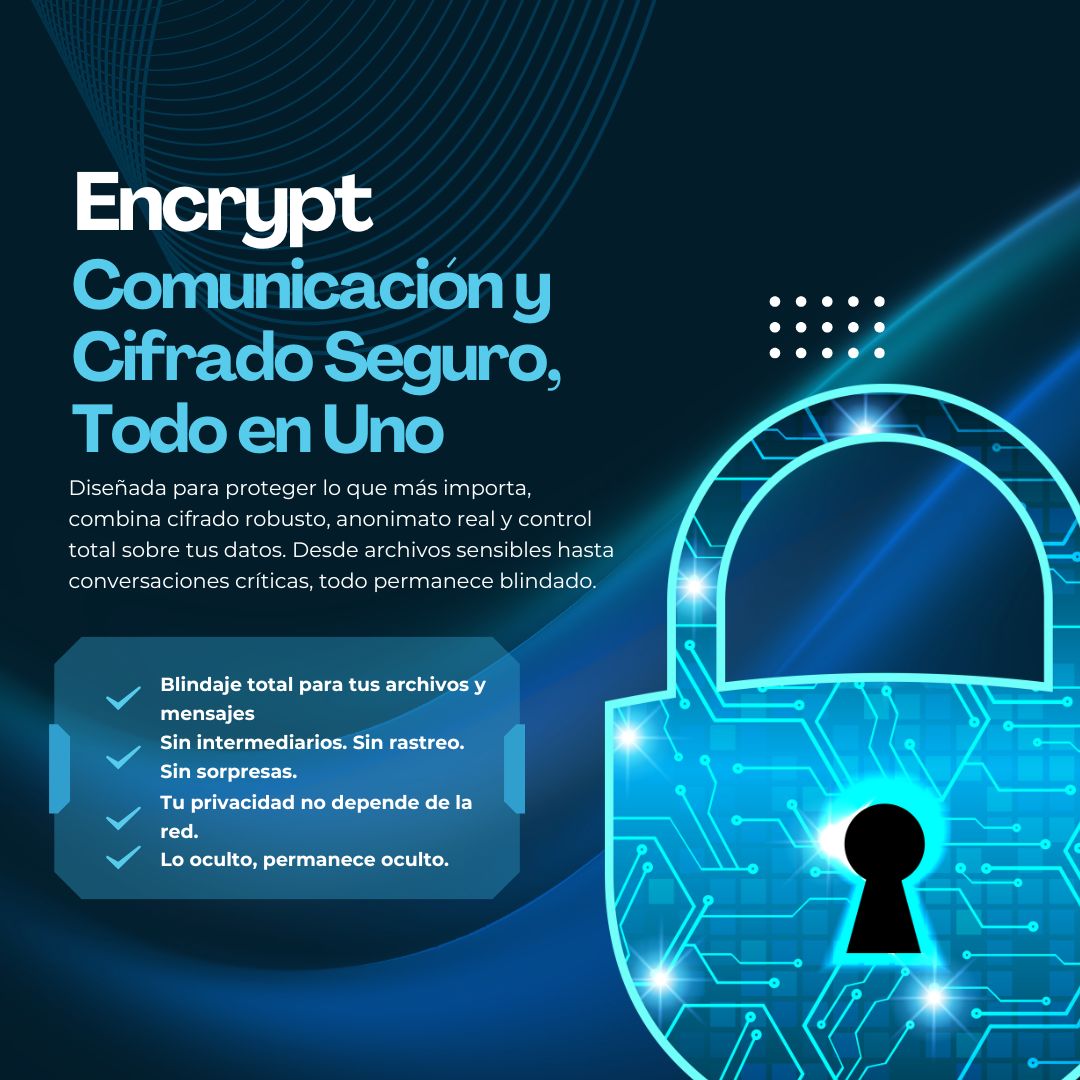 Encrypt
Comunicación y
Cifrado Seguro,
Todo en Uno
Diseñada para proteger lo que más importa,
combina cifrado robusto, anonimato real y control
total sobre tus datos. Desde archivos sensibles hasta
conversaciones críticas, todo permanece blindado.
Blindaje total para tus archivos y
mensajes
Sin intermediarios. Sin rastreo.
Sin sorpresas.
Tu privacidad no depende de la
red.
Lo oculto, permanece oculto.